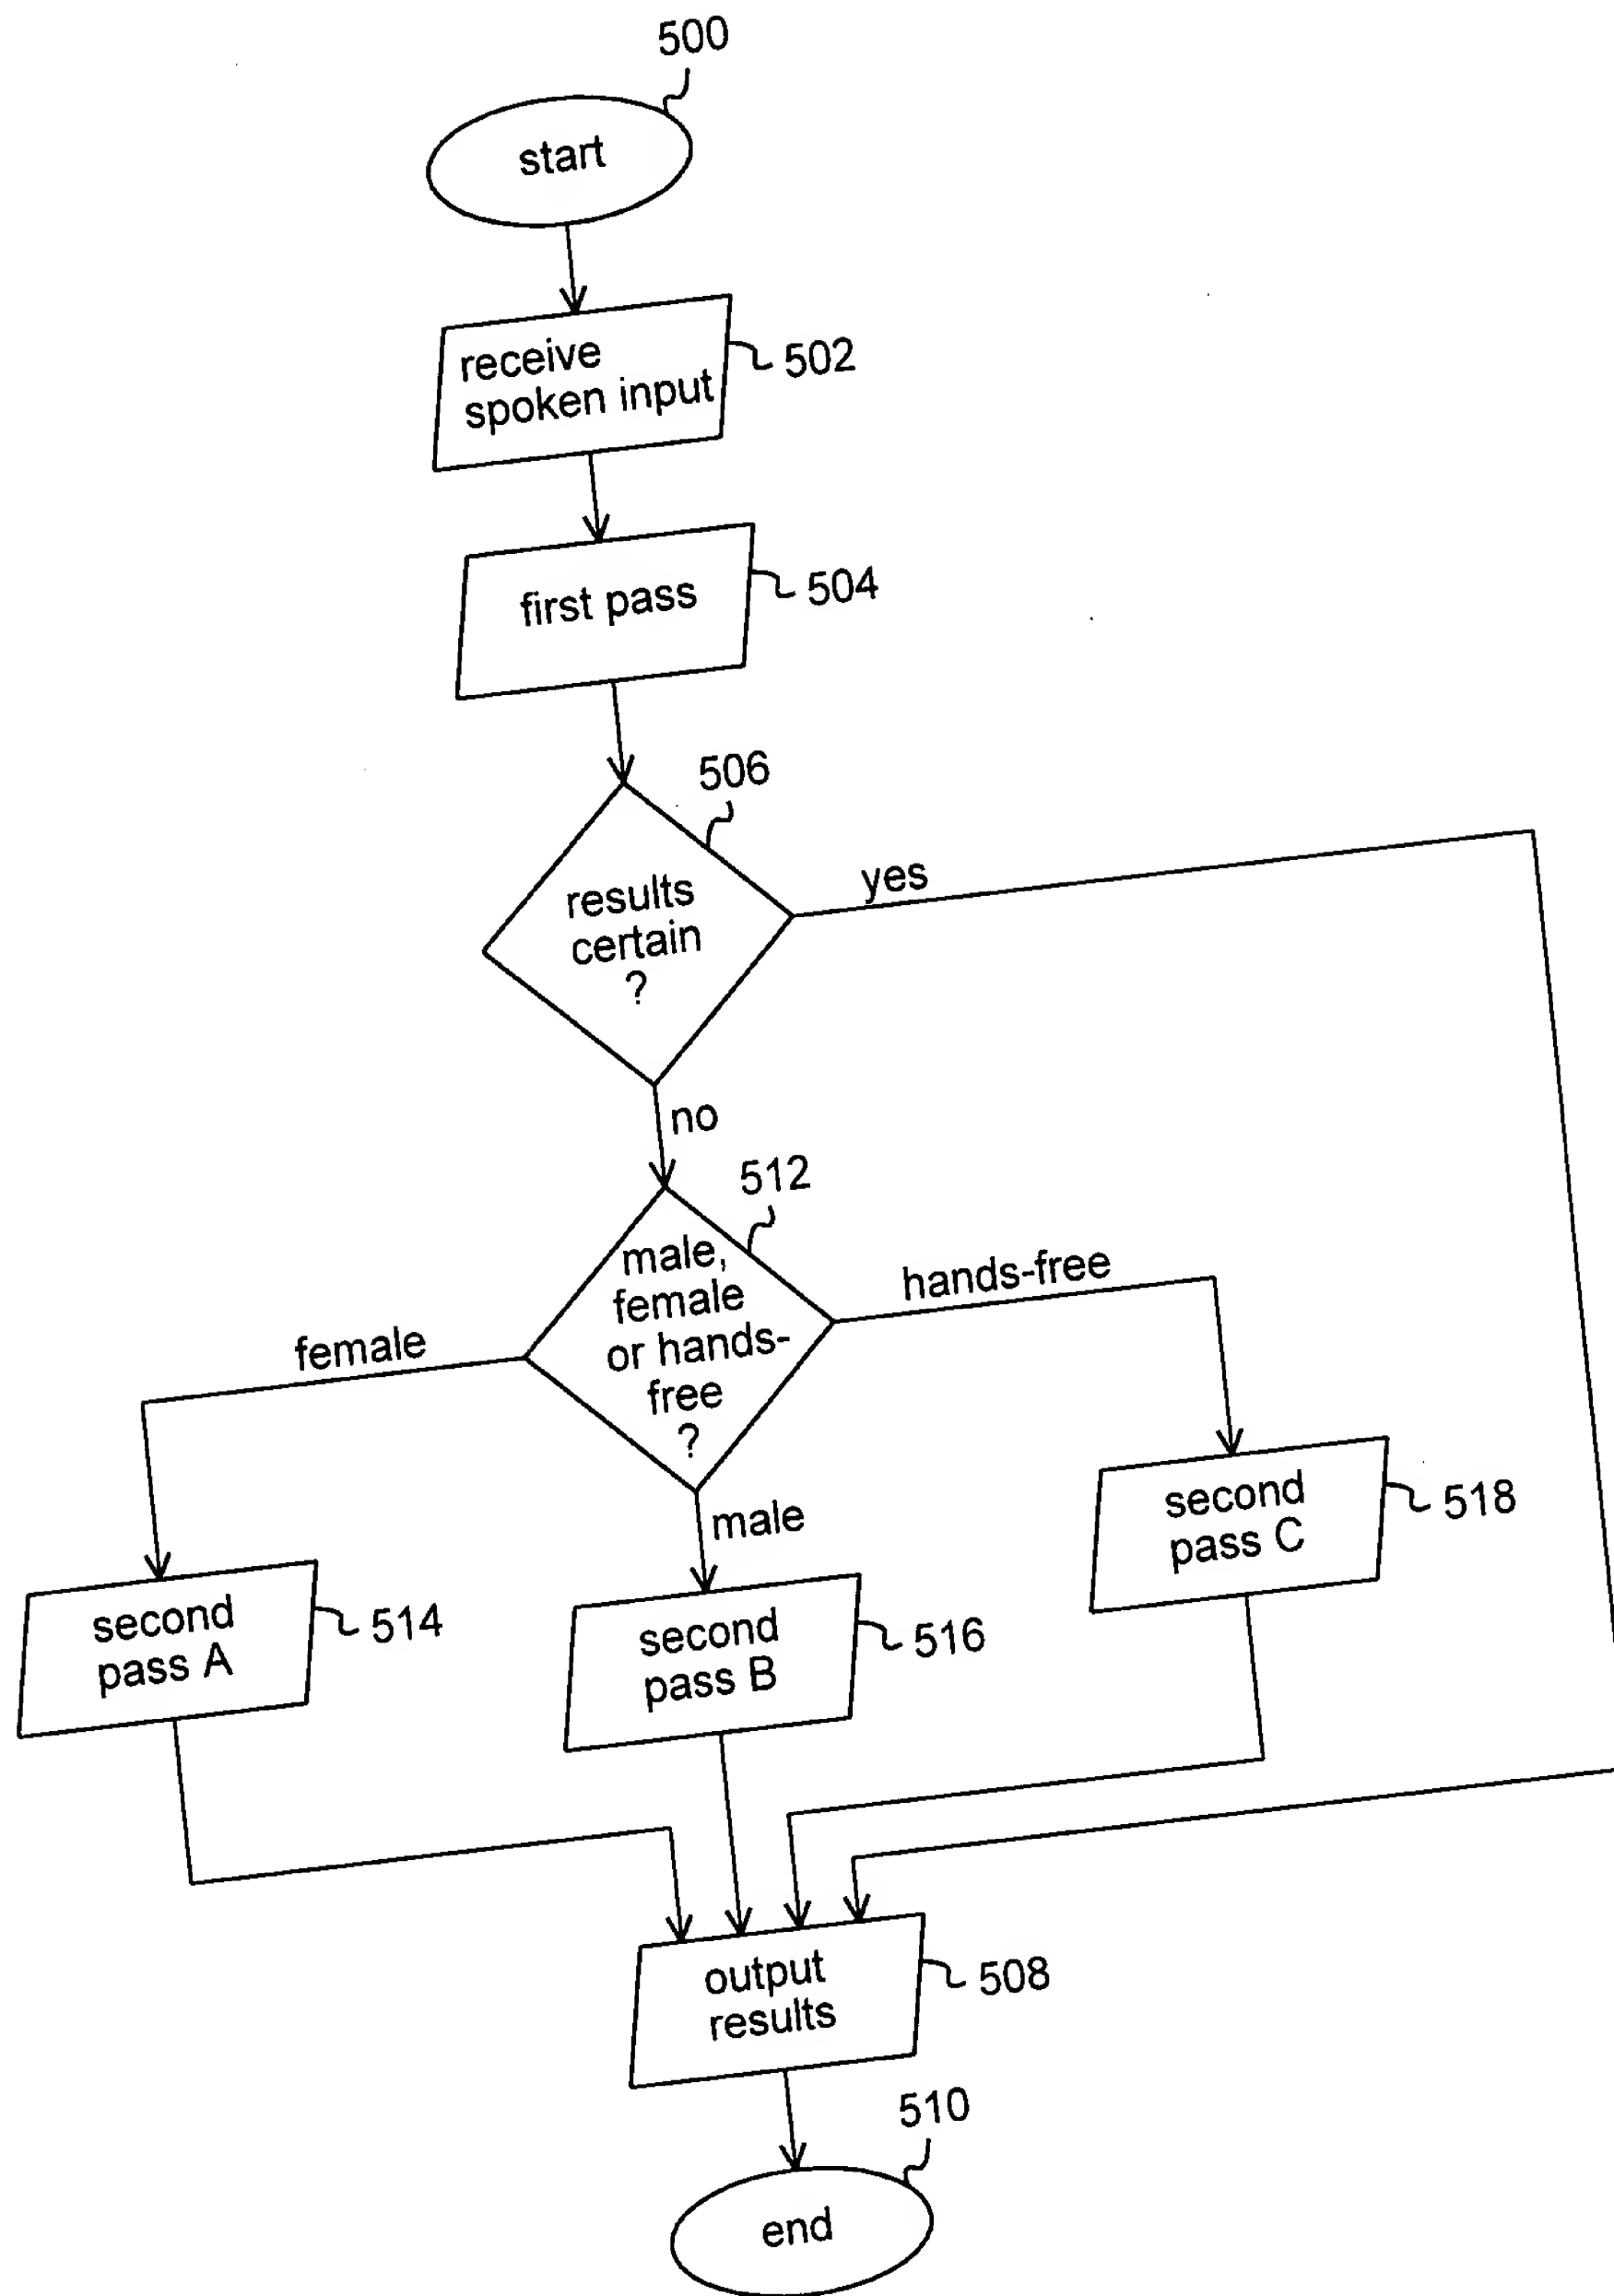 500
start
receive
spoken input
502
first pass
504
506
results
certain
?
yes
no
512
male,
female
or hands-
free
?
hands-free
female
male
second
pass C
518
second
pass A
514
second
pass B
516
output
results
508
510
end